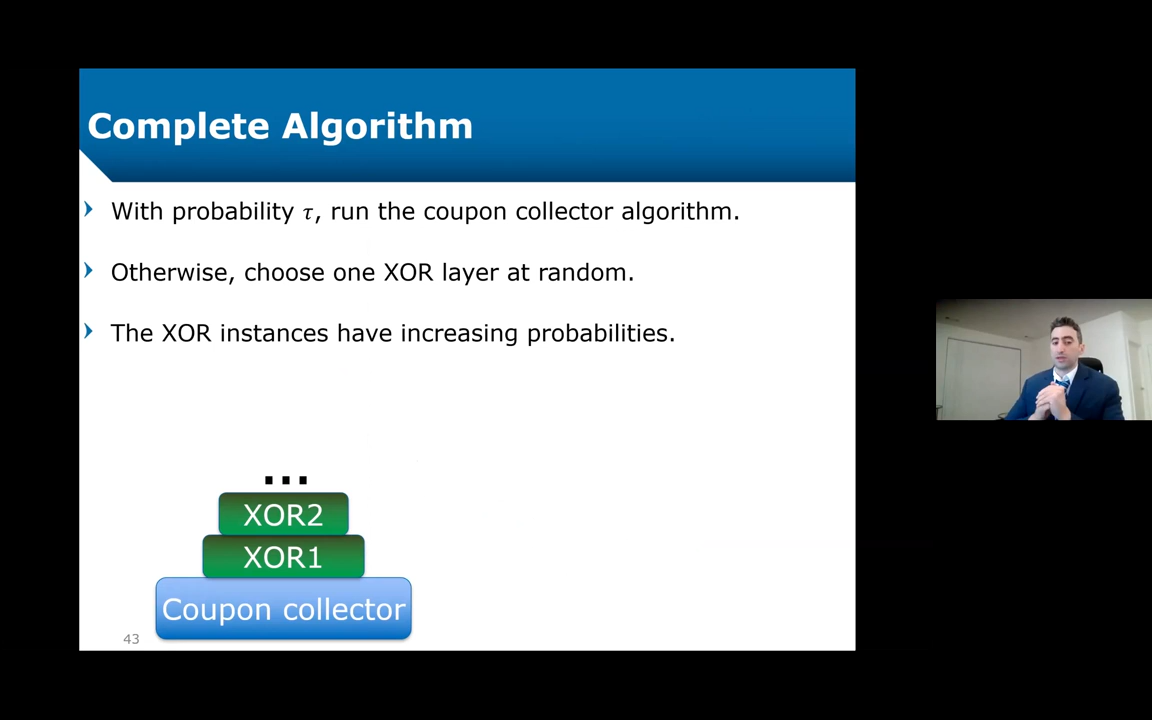 Complete Algorithm
With probability τ, run the coupon collector algorithm.
Otherwise, choose one XOR layer at random.
The XOR instances have increasing probabilities.
...
XOR2
XOR1
Coupon collector
43